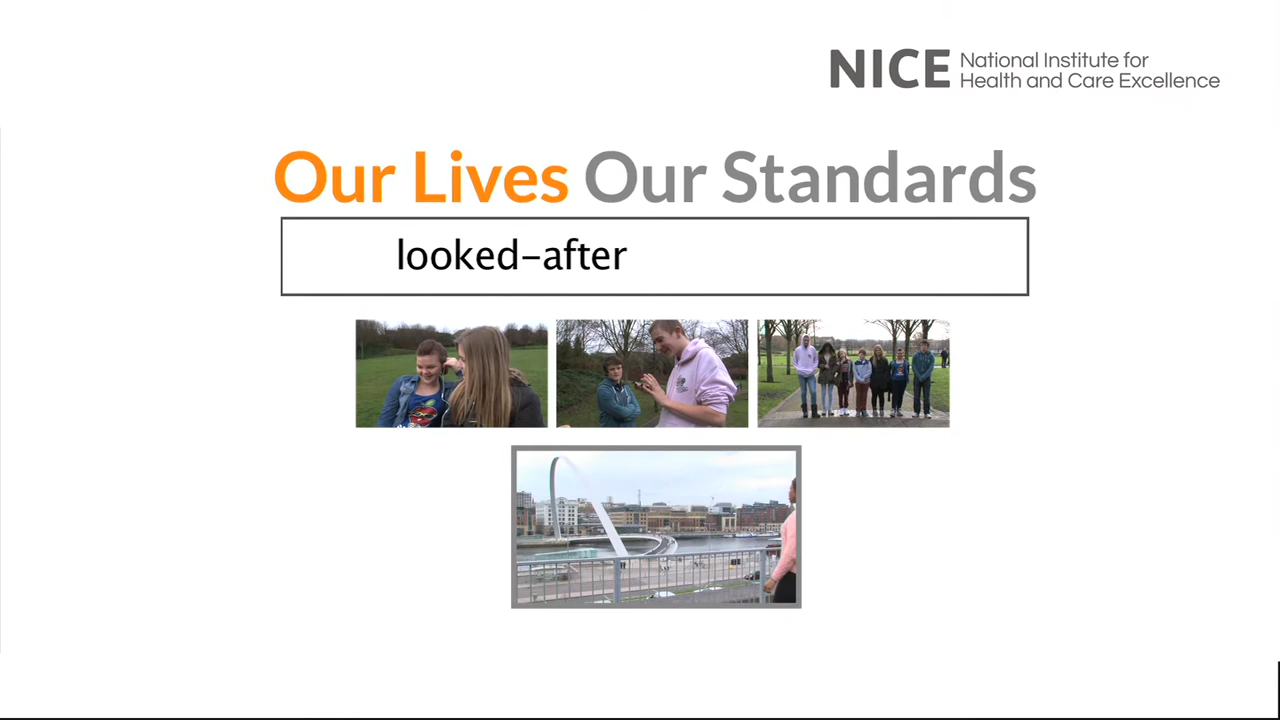 NICE National Institute for
Health and Care Excellence
Our Lives Our Standards
looked-after